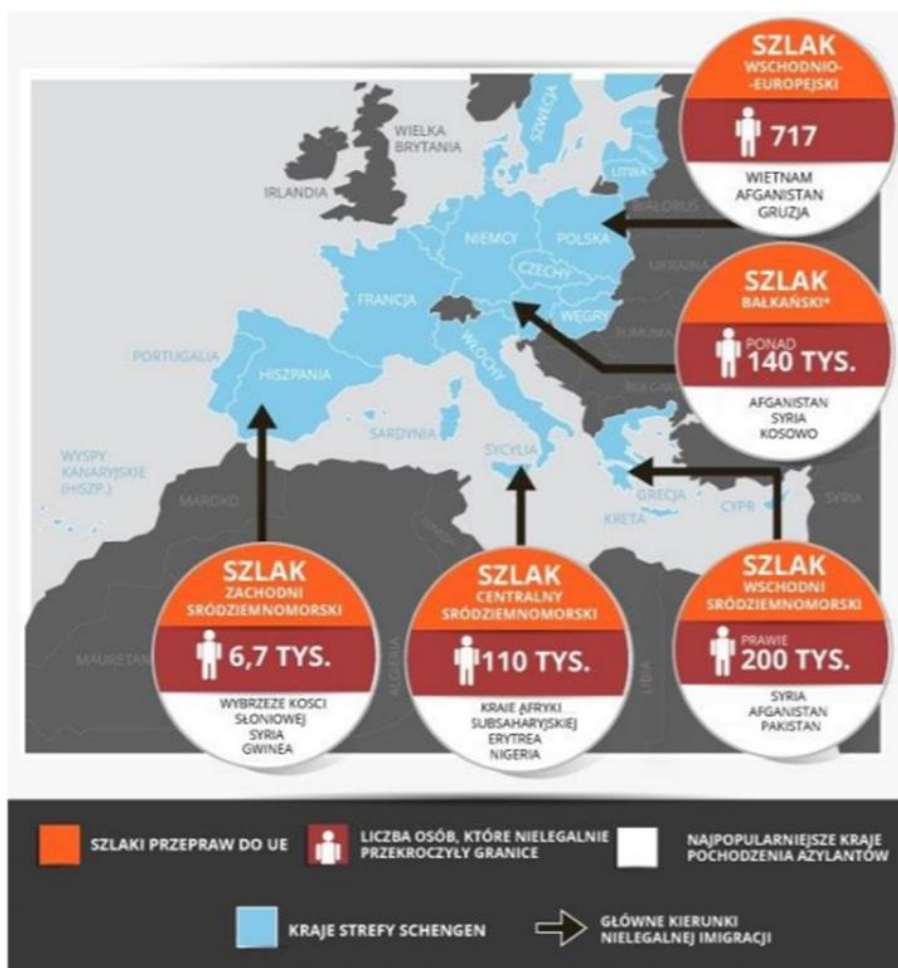 SZLAK
WSCHODNIO-
-EUROPEJSKI
717
WIETNAM
AFGANISTAN
GRUZJA
SZWECJA
WIELKA
BRYTANIA
IRLANDIA
LITWA
BIAŁORUŚ
NIEMCY
POLSKA
UKRAINA
CZECHY
FRANCJA
WĘGRY
RUMUNIA
WŁOCHY
BUŁGARIA
SZLAK
BAŁKAŃSKI*
PONAD
140 TYS.
AFGANISTAN
SYRIA
KOSOWO
PORTUGALIA
HISZPANIA
SARDYNIA
SYCYLIA
WYSPY
KANARYJSKIE
(HISZP.)
MAROKO
GRECJA
KRETA
CYPR
SYRIA
SZLAK
ZACHODNI
SRÓDZIEMNOMORSKI
6,7 TYS.
WYBRZEZE KOSCI
SŁONIOWEJ
SYRIA
GWINEA
SZLAK
CENTRALNY
SRÓDZIEMNOMORSKI
110 TYS.
KRAJE AFRYKI
SUBSAHARYJSKIEJ
ERYTREA
NIGERIA
SZLAK
WSCHODNI
SRÓDZIEMNOMORSKI
PRAWIE
200 TYS.
SYRIA
AFGANISTAN
PAKISTAN
MAURETAN
ALGIERIA
LIBIA
SZLAKI PRZEPRAW DO UE
LICZBA OSÓB, KTÓRE NIELEGALNIE
PRZEKROCZYŁY GRANICE
NAJPOPULARNIEJSZE KRAJE
POCHODZENIA AZYLANTÓW
KRAJE STREFY SCHENGEN
GŁÓWNE KIERUNKI
NIELEGALNEJ IMIGRACJI